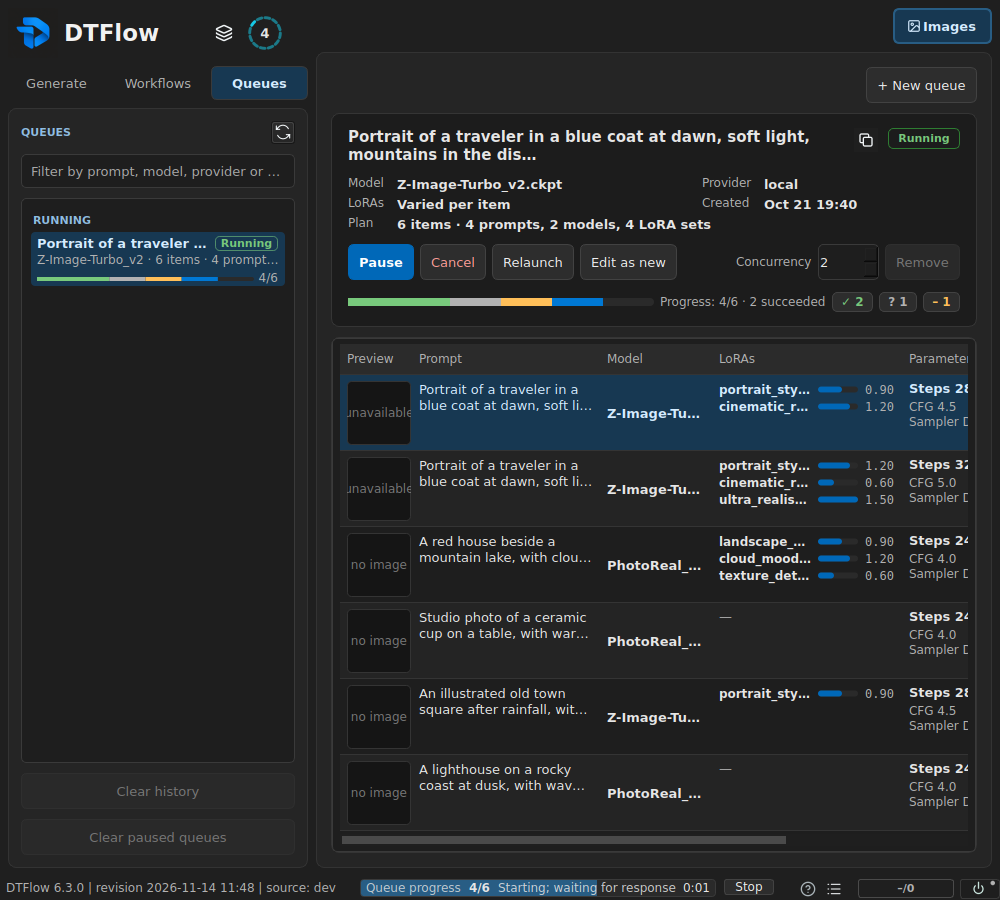 DTFlow
4
Images
Generate
Workflows
Queues
+ New queue
QUEUES
Filter by prompt, model, provider or ...
RUNNING
Portrait of a traveler ...
Running
Z-Image-Turbo_v2 · 6 items · 4 prompt...
4/6
Clear history
Clear paused queues
Portrait of a traveler in a blue coat at dawn, soft light,
mountains in the dis...
Running
Model Z-Image-Turbo_v2.ckpt
Provider local
LoRAs Varied per item
Created Oct 21 19:40
Plan 6 items · 4 prompts, 2 models, 4 LoRA sets
Pause
Cancel
Relaunch
Edit as new
Concurrency 2
Remove
Progress: 4/6 · 2 succeeded
✓ 2
? 1
– 1
Preview Prompt Model LoRAs Parameter
unavailable
Portrait of a traveler in a
blue coat at dawn, soft li...
Z-Image-Tu...
portrait_sty... 0.90
cinematic_r... 1.20
Steps 28
CFG 4.5
Sampler D
unavailable
Portrait of a traveler in a
blue coat at dawn, soft li...
Z-Image-Tu...
portrait_sty... 1.20
cinematic_r... 0.60
ultra_realis... 1.50
Steps 32
CFG 5.0
Sampler D
no image
A red house beside a
mountain lake, with clou...
PhotoReal_...
landscape_... 0.90
cloud_mood... 1.20
texture_det... 0.60
Steps 24
CFG 4.0
Sampler D
no image
Studio photo of a ceramic
cup on a table, with war...
PhotoReal_...
—
Steps 24
CFG 4.0
Sampler D
no image
An illustrated old town
square after rainfall, wit...
Z-Image-Tu...
portrait_sty... 0.90
Steps 28
CFG 4.5
Sampler D
no image
A lighthouse on a rocky
coast at dusk, with wav...
PhotoReal_...
—
Steps 24
CFG 4.0
Sampler D
DTFlow 6.3.0 | revision 2026-11-14 11:48 | source: dev
Queue progress 4/6 Starting; waiting for response 0:01
Stop
–/0